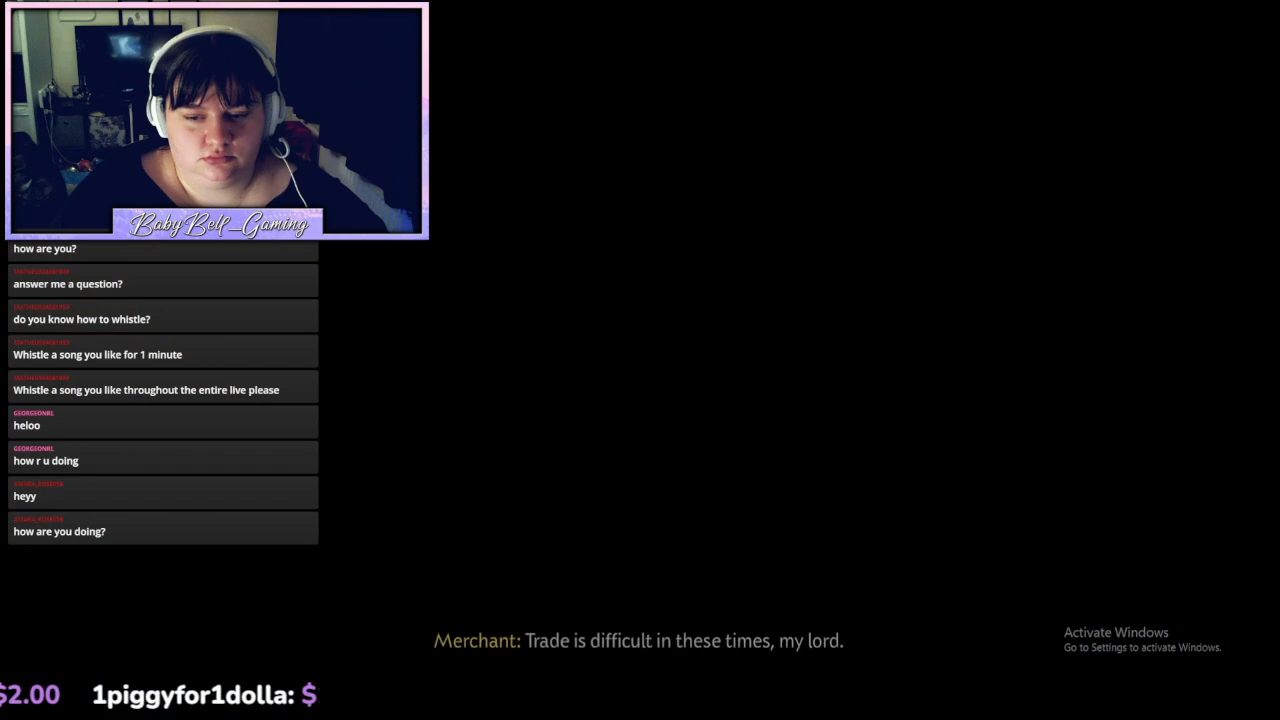 BabyBelf_Gaming
how are you?
answer me a question?
do you know how to whistle?
Whistle a song you like for 1 minute
Whistle a song you like throughout the entire live please
GEORGEONRL
heloo
GEORGEONRL
how r u doing
heyy
how are you doing?
Merchant: Trade is difficult in these times, my lord.
Activate Windows
Go to Settings to activate Windows.
$2.00 1piggyfor1dolla: $